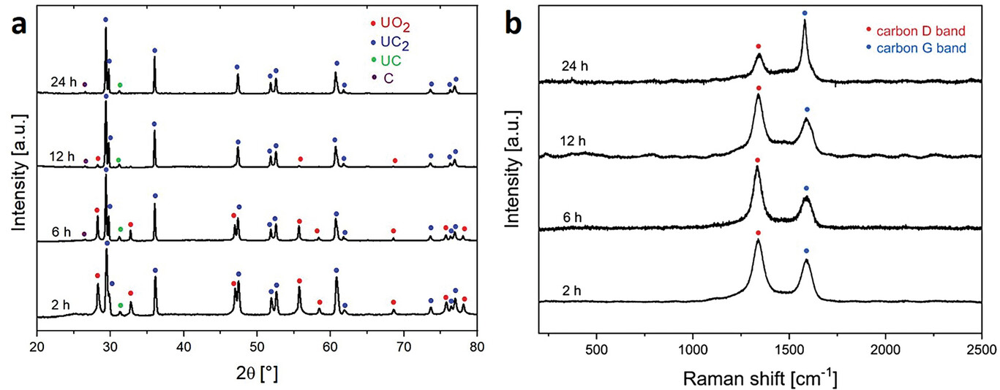 a
UO2
UC2
UC
C
24 h
12 h
6 h
2 h
Intensity [a.u.]
20 30 40 50 60 70 80
2θ [°]
b
carbon D band
carbon G band
24 h
12 h
6 h
2 h
Intensity [a.u.]
500 1000 1500 2000 2500
Raman shift [cm-1]